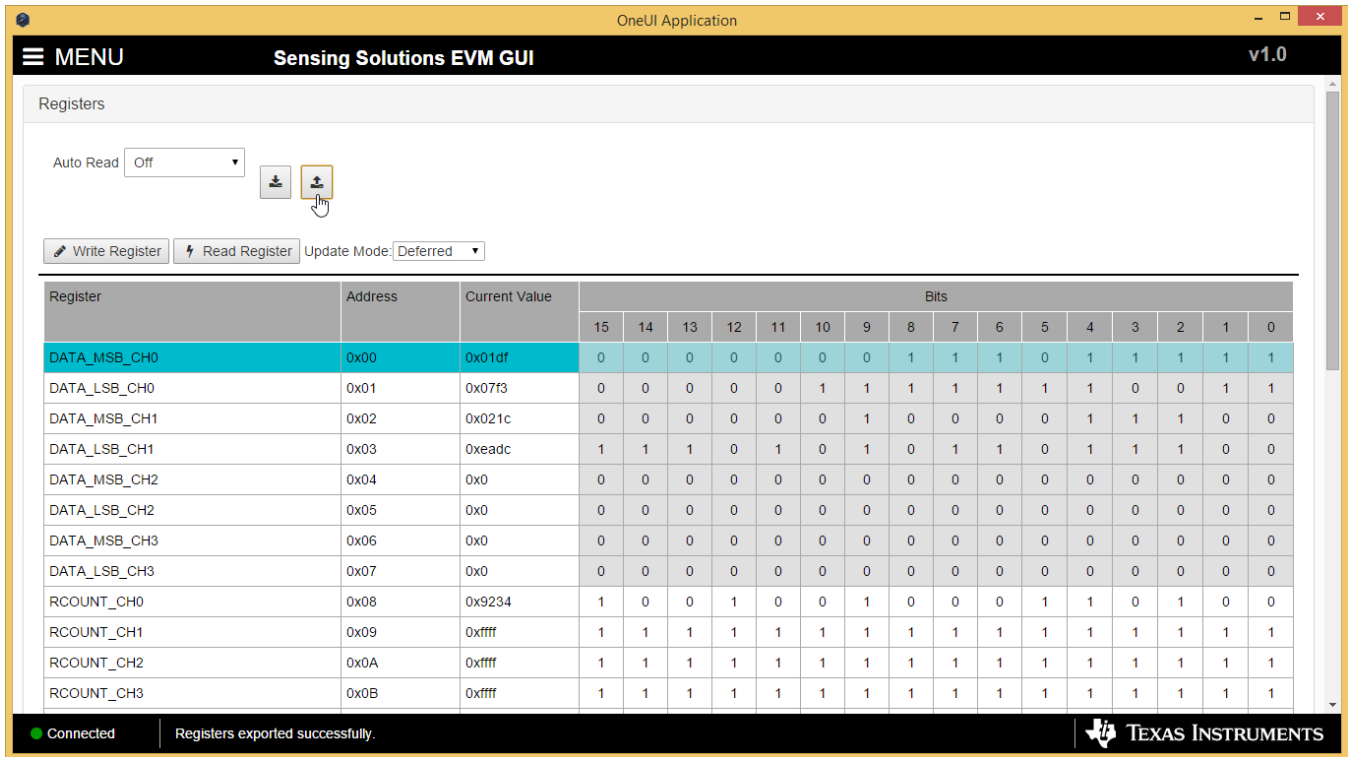 OneUI Application
MENU Sensing Solutions EVM GUI v1.0
Registers
Auto Read Off
Write Register Read Register Update Mode: Deferred
Register Address Current Value Bits
15 14 13 12 11 10 9 8 7 6 5 4 3 2 1 0
DATA_MSB_CH0 0x00 0x01df 0 0 0 0 0 0 0 1 1 1 0 1 1 1 1 1
DATA_LSB_CH0 0x01 0x07f3 0 0 0 0 0 1 1 1 1 1 1 1 0 0 1 1
DATA_MSB_CH1 0x02 0x021c 0 0 0 0 0 0 1 0 0 0 0 1 1 1 0 0
DATA_LSB_CH1 0x03 0xeadc 1 1 1 0 1 0 1 0 1 1 0 1 1 1 0 0
DATA_MSB_CH2 0x04 0x0 0 0 0 0 0 0 0 0 0 0 0 0 0 0 0 0
DATA_LSB_CH2 0x05 0x0 0 0 0 0 0 0 0 0 0 0 0 0 0 0 0 0
DATA_MSB_CH3 0x06 0x0 0 0 0 0 0 0 0 0 0 0 0 0 0 0 0 0
DATA_LSB_CH3 0x07 0x0 0 0 0 0 0 0 0 0 0 0 0 0 0 0 0 0
RCOUNT_CH0 0x08 0x9234 1 0 0 1 0 0 1 0 0 0 1 1 0 1 0 0
RCOUNT_CH1 0x09 0xffff 1 1 1 1 1 1 1 1 1 1 1 1 1 1 1 1
RCOUNT_CH2 0x0A 0xffff 1 1 1 1 1 1 1 1 1 1 1 1 1 1 1 1
RCOUNT_CH3 0x0B 0xffff 1 1 1 1 1 1 1 1 1 1 1 1 1 1 1 1
Connected Registers exported successfully. TEXAS INSTRUMENTS